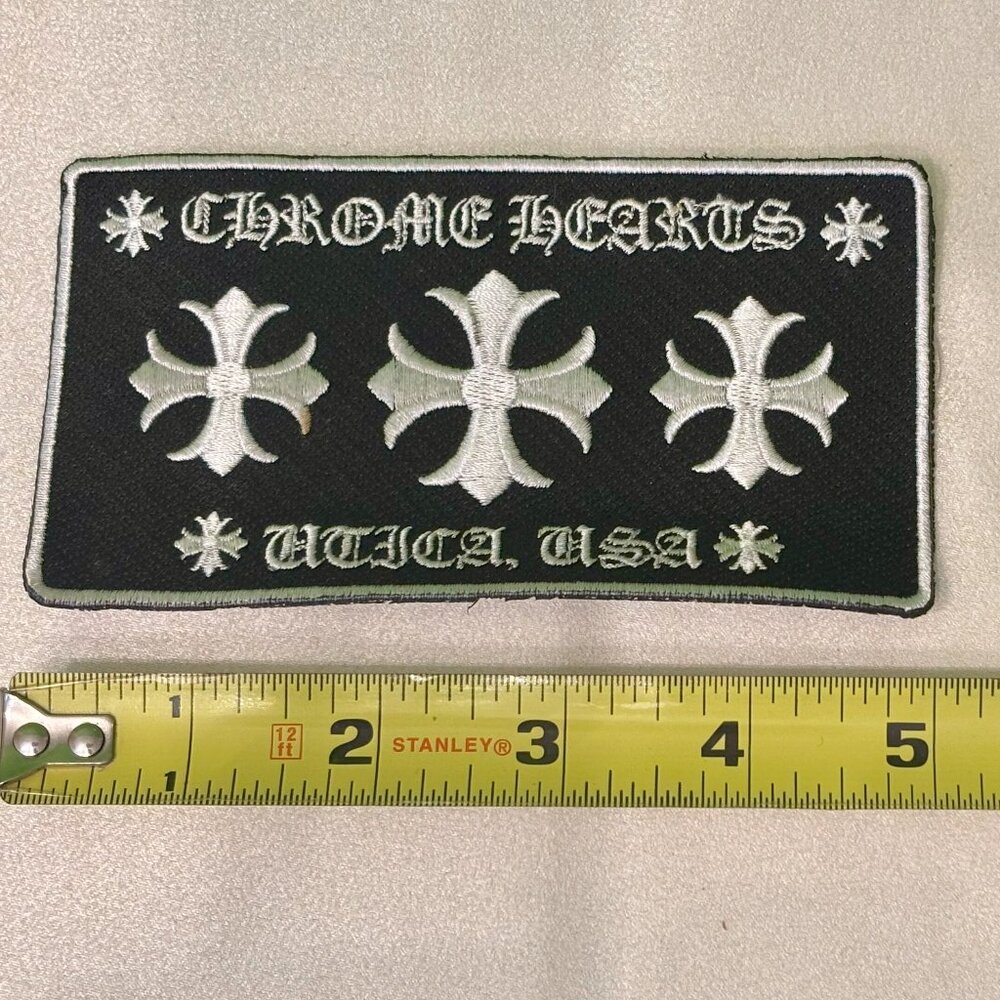 CHROME HEARTS
UTICA, USA
1 12 ft 2 STANLEY® 3 4 5
1